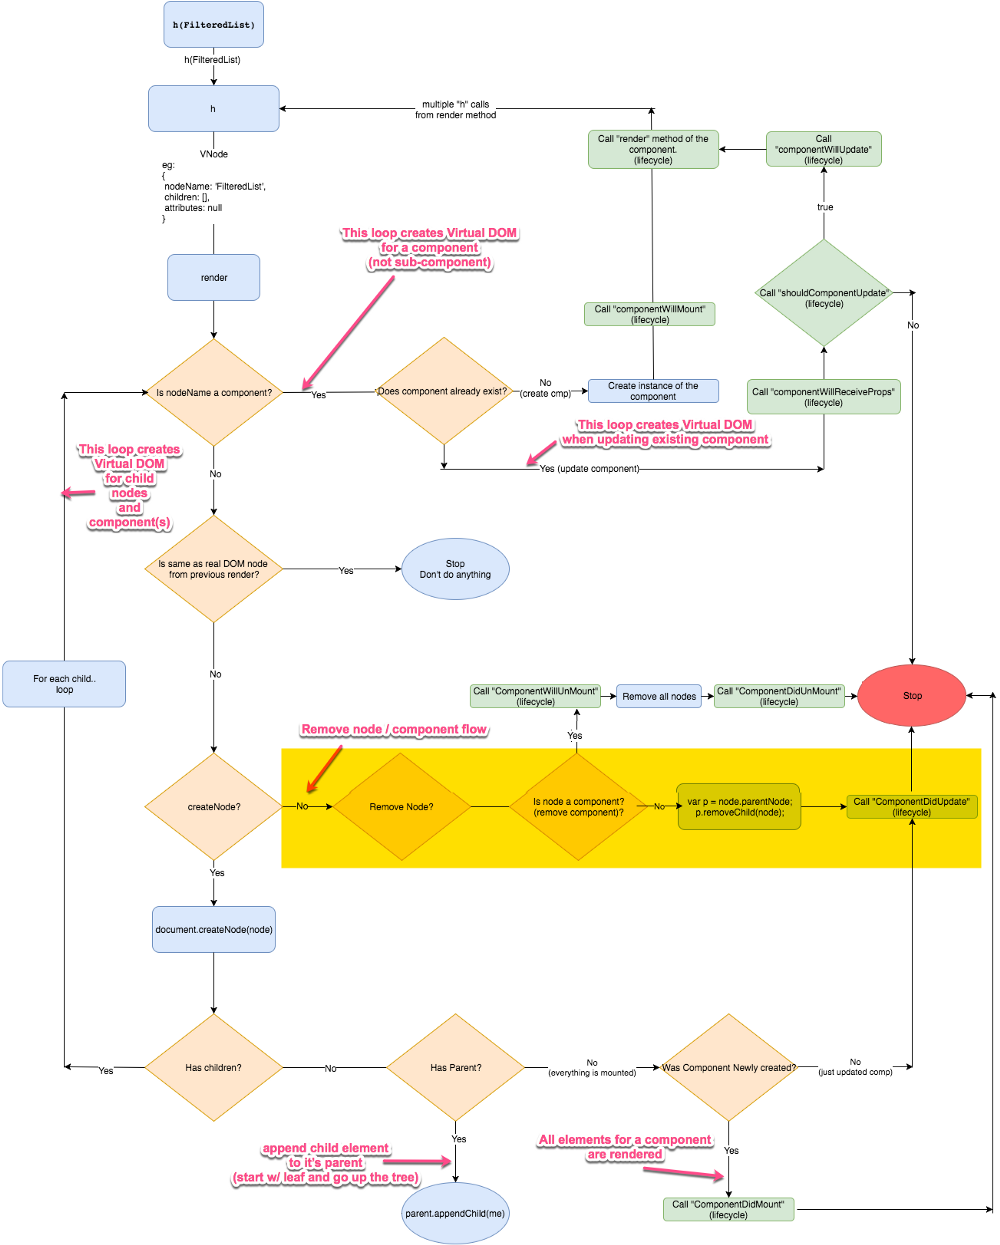 h(FilteredList)
h(FilteredList)
h
multiple "h" calls
from render method
VNode
eg:
{
nodeName: 'FilteredList',
children: [],
attributes: null
}
Call "render" method of the
component.
(lifecycle)
Call
"componentWillUpdate"
(lifecycle)
true
This loop creates Virtual DOM
for a component
(not sub-component)
render
Call "shouldComponentUpdate"
(lifecycle)
No
Call "componentWillMount"
(lifecycle)
Is nodeName a component?
Yes
Does component already exist?
No
(create cmp)
Create instance of the
component
Call "componentWillReceiveProps"
(lifecycle)
This loop creates Virtual DOM
when updating existing component
Yes (update component)
This loop creates
Virtual DOM
for child
nodes
and
component(s)
No
Is same as real DOM node
from previous render?
Yes
Stop
Don't do anything
No
For each child..
loop
Call "ComponentWillUnMount"
(lifecycle)
Remove all nodes
Call "ComponentDidUnMount"
(lifecycle)
Stop
Remove node / component flow
Yes
createNode?
No
Remove Node?
Is node a component?
(remove component)?
No
var p = node.parentNode;
p.removeChild(node);
Call "ComponentDidUpdate"
(lifecycle)
Yes
document.createNode(node)
Yes
Has children?
No
Has Parent?
No
(everything is mounted)
Was Component Newly created?
No
(just updated comp)
Yes
append child element
to it's parent
(start w/ leaf and go up the tree)
All elements for a component
are rendered
Yes
parent.appendChild(me)
Call "ComponentDidMount"
(lifecycle)